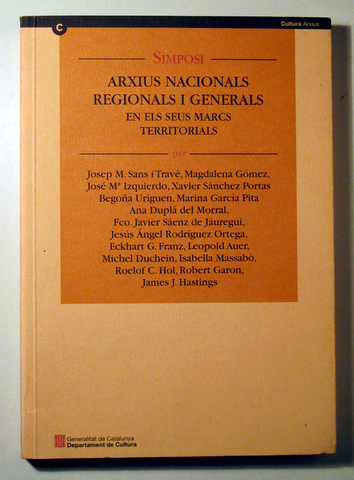 C
Cultura Arxius
SIMPOSI
ARXIUS NACIONALS
REGIONALS I GENERALS
EN ELS SEUS MARCS
TERRITORIALS
per
Josep M. Sans i Travé, Magdalena Gómez,
José Mª Izquierdo, Xavier Sánchez Portas
Begoña Uriguen, Marina García Pita
Ana Duplá del Morral,
Fco. Javier Sáenz de Jáuregui,
Jesús Ángel Rodríguez Ortega,
Eckhart G. Franz, Leopold Auer,
Michel Duchein, Isabella Massabò,
Roelof C. Hol, Robert Garon,
James J. Hastings
Generalitat de Catalunya
Departament de Cultura